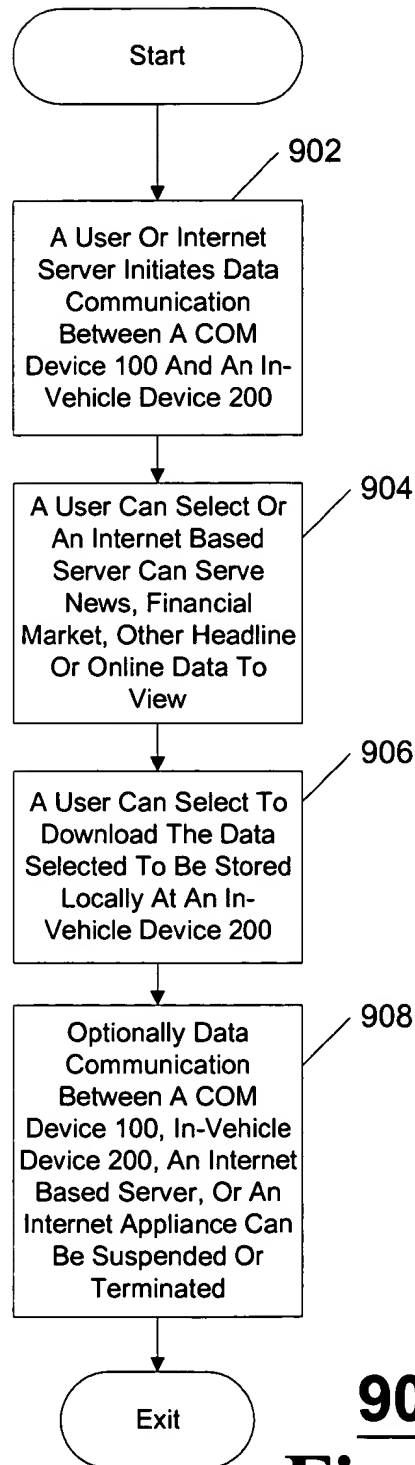 Start
902
A User Or Internet
Server Initiates Data
Communication
Between A COM
Device 100 And An In-
Vehicle Device 200
904
A User Can Select Or
An Internet Based
Server Can Serve
News, Financial
Market, Other Headline
Or Online Data To
View
906
A User Can Select To
Download The Data
Selected To Be Stored
Locally At An In-
Vehicle Device 200
908
Optionally Data
Communication
Between A COM
Device 100, In-Vehicle
Device 200, An Internet
Based Server, Or An
Internet Appliance Can
Be Suspended Or
Terminated
Exit